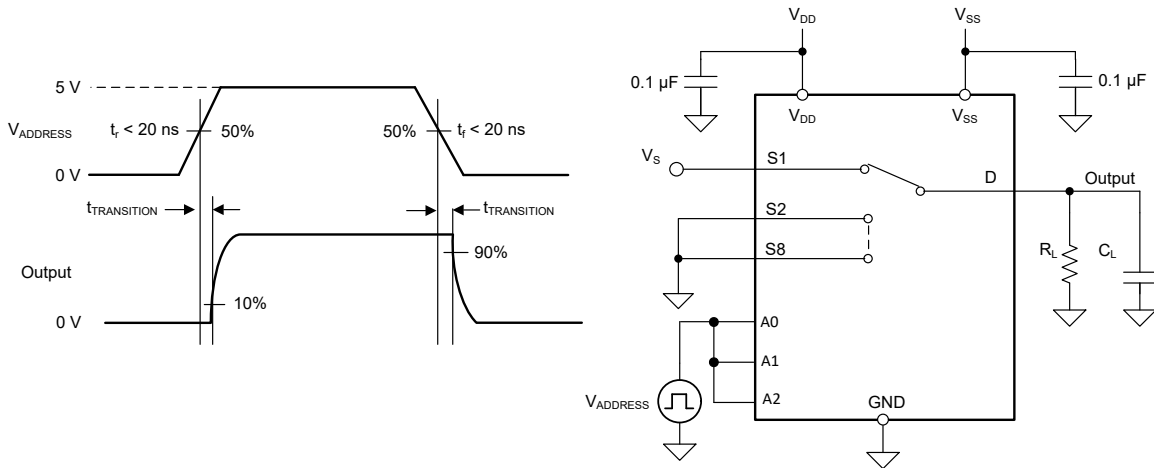 5 V
V_ADDRESS
t_r < 20 ns
50%
50%
t_f < 20 ns
0 V
t_TRANSITION
t_TRANSITION
90%
Output
10%
0 V
V_DD
V_SS
0.1 µF
0.1 µF
V_DD
V_SS
V_S
S1
D
Output
S2
S8
R_L
C_L
A0
A1
A2
V_ADDRESS
GND